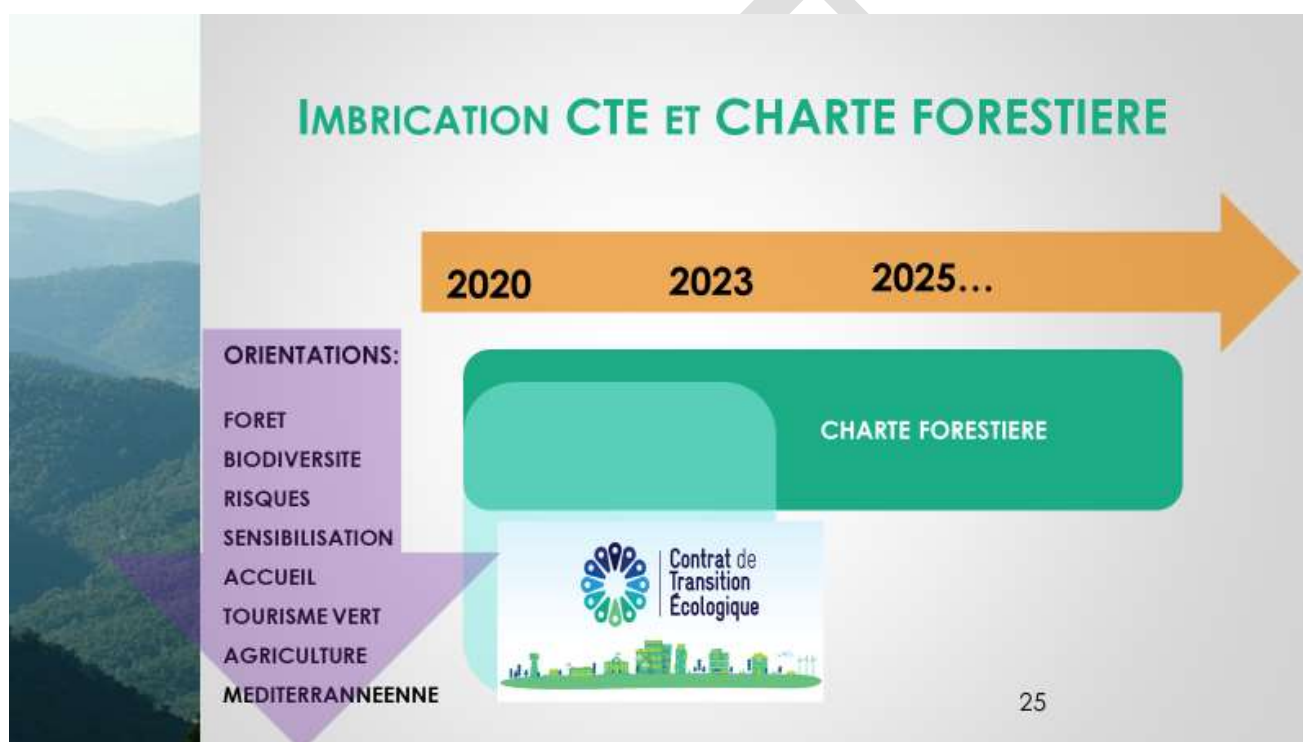 IMBRICATION CTE ET CHARTE FORESTIERE
2020
2023
2025...
ORIENTATIONS:
FORET
BIODIVERSITE
RISQUES
SENSIBILISATION
ACCUEIL
TOURISME VERT
AGRICULTURE
MEDITERRANNEENNE
CHARTE FORESTIERE
Contrat de
Transition
Écologique
25